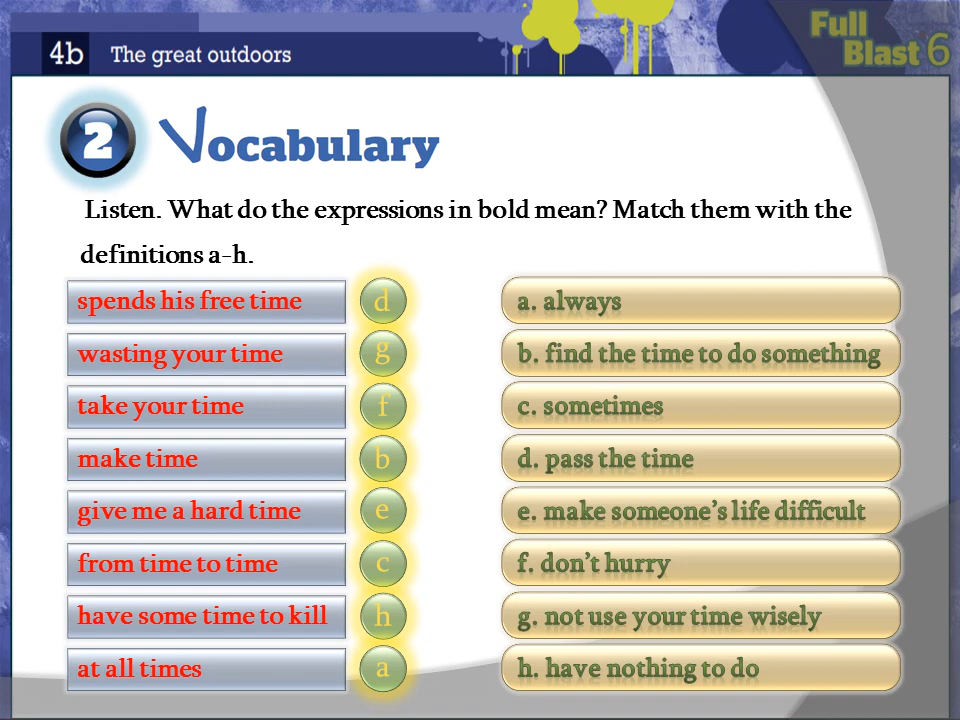 4b The great outdoors
Full
Blast 6
2 Vocabulary
Listen. What do the expressions in bold mean? Match them with the
definitions a-h.
spends his free time d a. always
wasting your time g b. find the time to do something
take your time f c. sometimes
make time b d. pass the time
give me a hard time e e. make someone's life difficult
from time to time c f. don't hurry
have some time to kill h g. not use your time wisely
at all times a h. have nothing to do